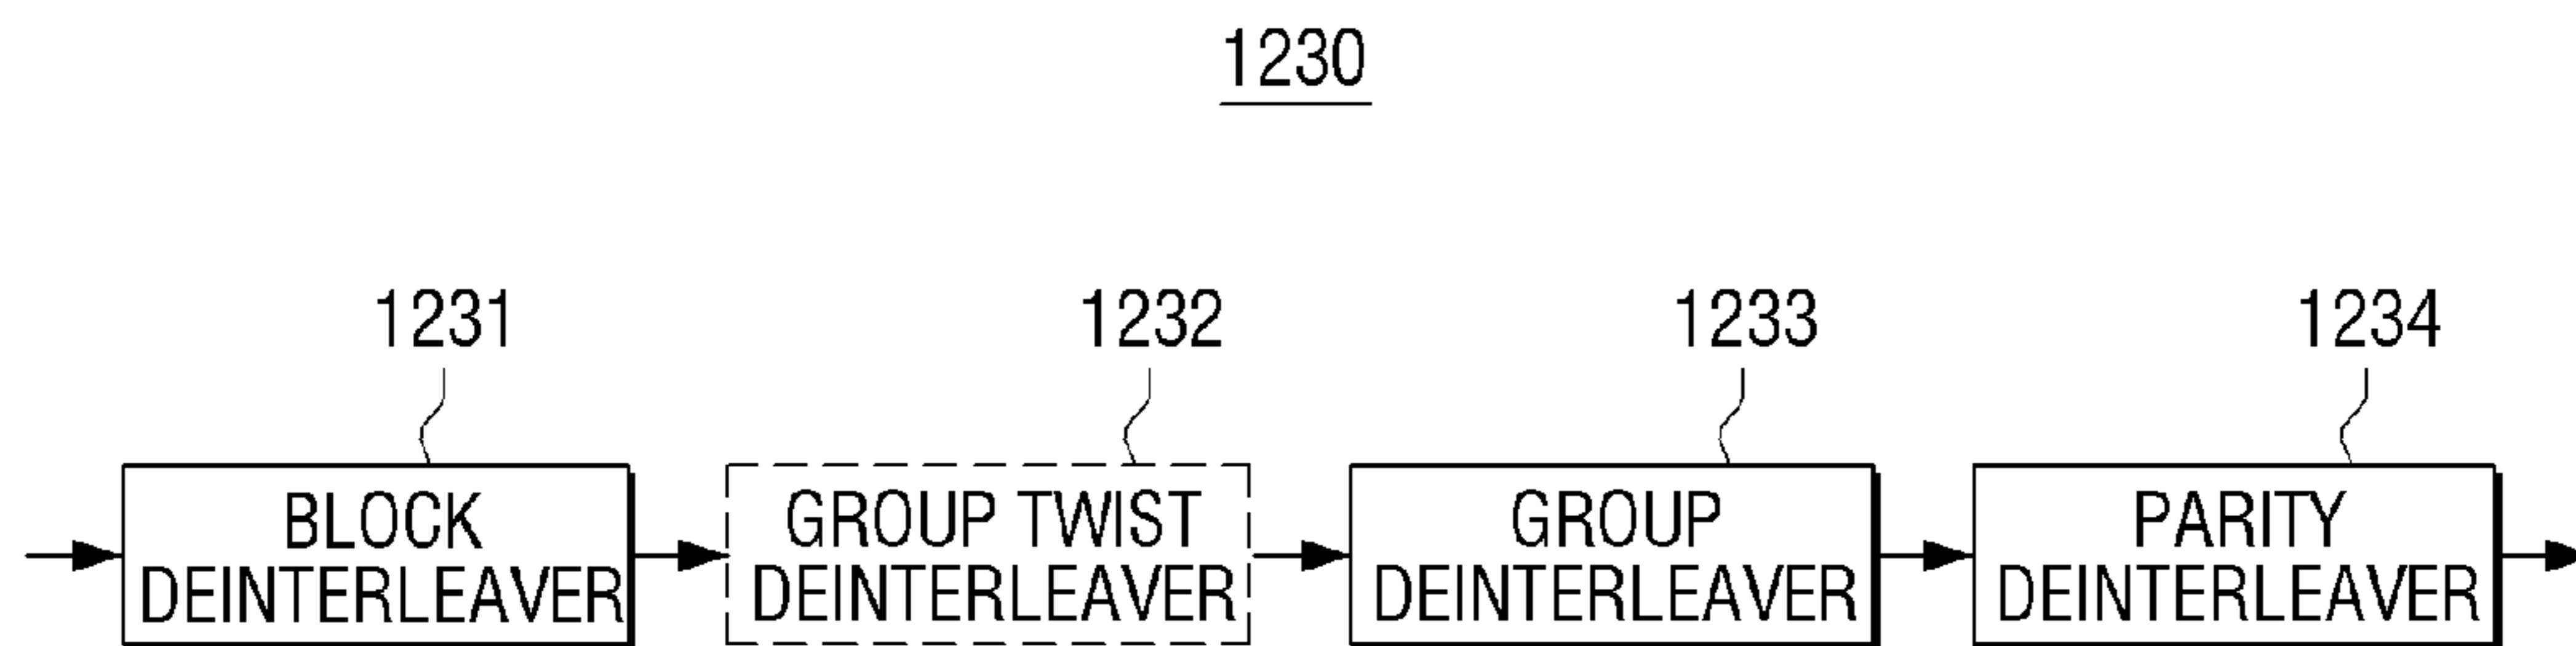 1230
1231 1232 1233 1234
BLOCK GROUP TWIST GROUP PARITY
DEINTERLEAVER DEINTERLEAVER DEINTERLEAVER DEINTERLEAVER